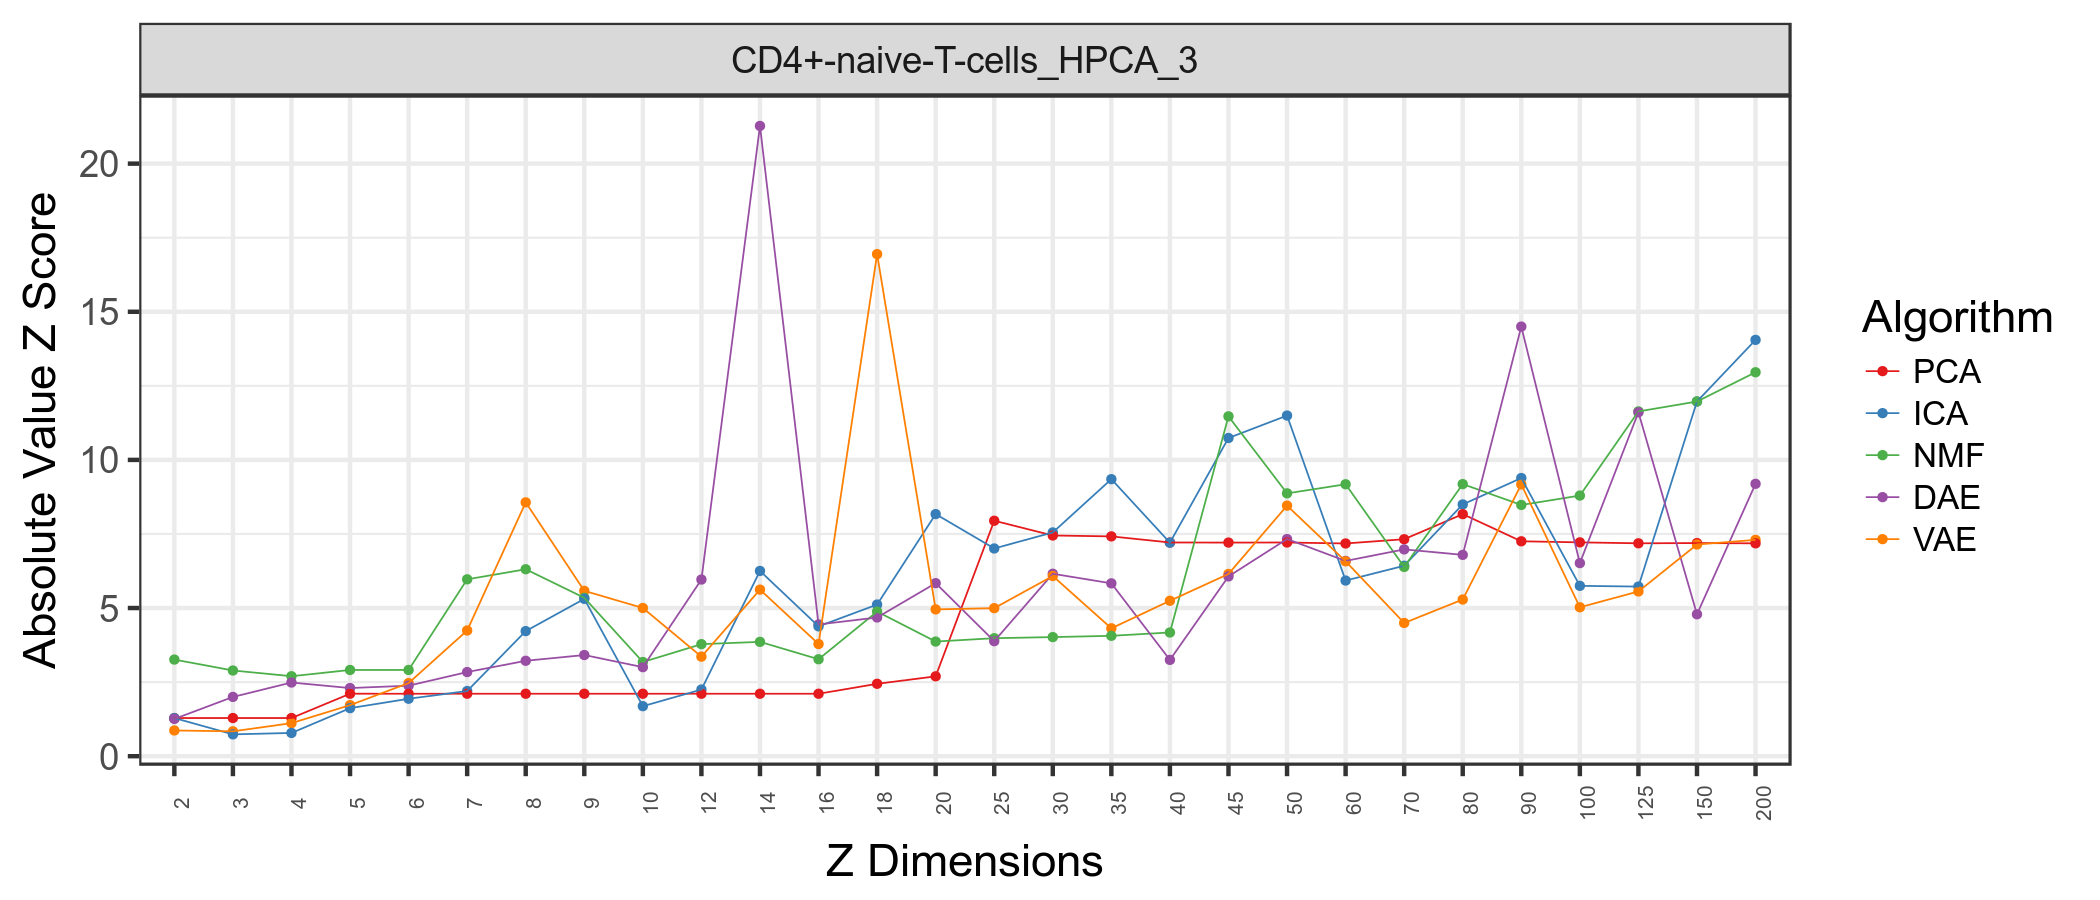 CD4+-naive-T-cells_HPCA_3
Absolute Value Z Score
20
15
10
5
0
2 3 4 5 6 7 8 9 10 12 14 16 18 20 25 30 35 40 45 50 60 70 80 90 100 125 150 200
Z Dimensions
Algorithm
PCA
ICA
NMF
DAE
VAE